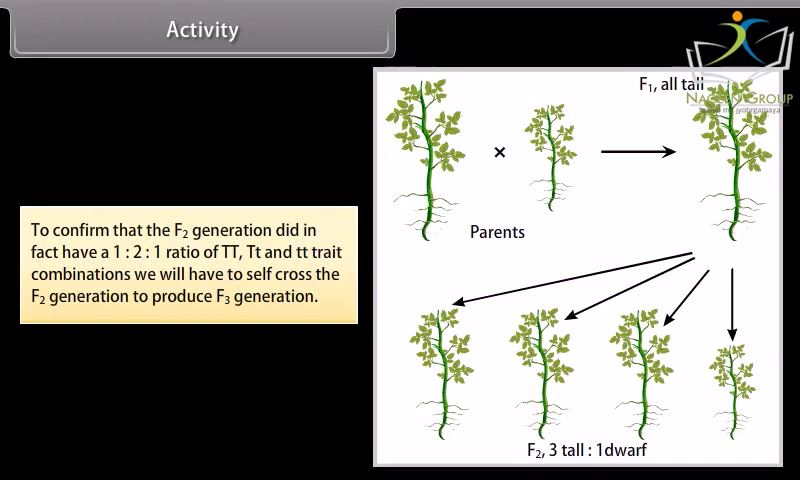 Activity
F₁, all tall
NAGEEN GROUP
To confirm that the F₂ generation did in
fact have a 1 : 2 : 1 ratio of TT, Tt and tt trait
combinations we will have to self cross the
F₂ generation to produce F₃ generation.
×
Parents
F₂, 3 tall : 1dwarf